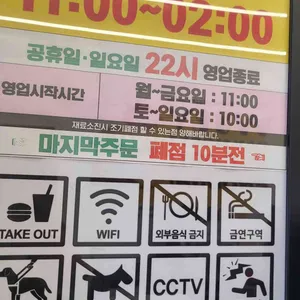 11:00~02:00
공휴일·일요일 22시 영업종료
영업시작시간
월~금요일 : 11:00
토~일요일 : 10:00
재료소진시 조기폐점 할 수 있는점 양해바랍니다.
마지막주문 폐점 10분전
TAKE OUT
WIFI
외부음식 금지
금연구역
CCTV